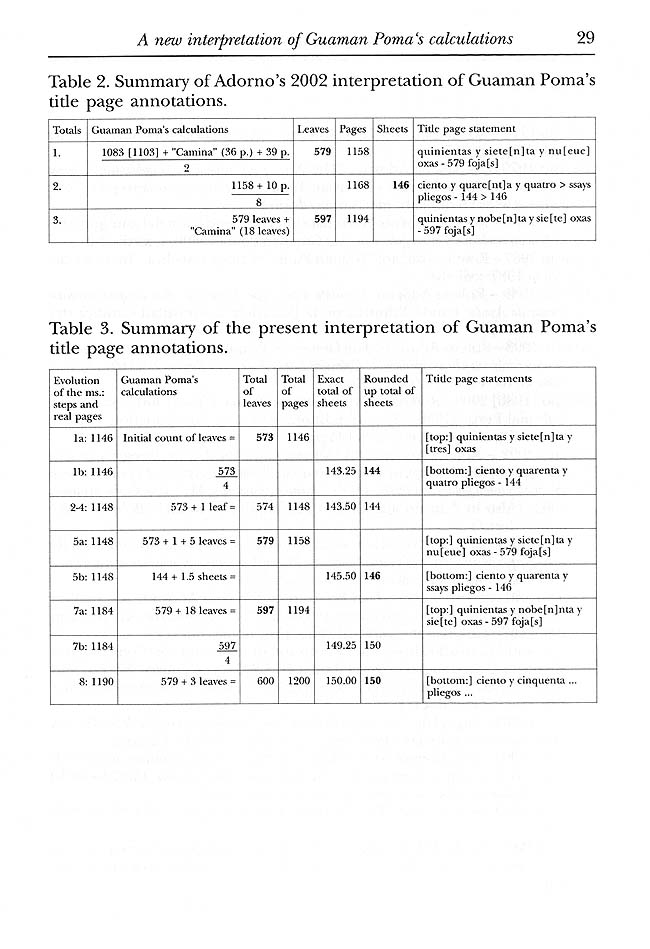 A new interpretation of Guaman Poma's calculations 29
Table 2. Summary of Adorno's 2002 interpretation of Guaman Poma's
title page annotations.
Totals Guaman Poma's calculations Leaves Pages Sheets Title page statement
1. 1083 [1103] + "Camina" (36 p.) + 39 p. 579 1158 quinientas y siete[n]ta y nu[eue]
2 oxas - 579 foja[s]
2. 1158 + 10 p. 1168 146 ciento y quare[nt]a y quatro > ssays
8 pliegos - 144 > 146
3. 579 leaves + 597 1194 quinientas y nobe[n]ta y sie[te] oxas
"Camina" (18 leaves) - 597 foja[s]
Table 3. Summary of the present interpretation of Guaman Poma's
title page annotations.
Evolution Guaman Poma's Total Total Exact Rounded Ttitle page statements
of the ms.: calculations of of total of up total of
steps and leaves pages sheets sheets
real pages
1a: 1146 Initial count of leaves = 573 1146 [top:] quinientas y siete[n]ta y
[tres] oxas
1b: 1146 573 143.25 144 [bottom:] ciento y quarenta y
4 quatro pliegos - 144
2-4: 1148 573 + 1 leaf = 574 1148 143.50 144
5a: 1148 573 + 1 + 5 leaves = 579 1158 [top:] quinientas y siete[n]ta y
nu[eue] oxas - 579 foja[s]
5b: 1148 144 + 1.5 sheets = 145.50 146 [bottom:] ciento y quarenta y
ssays pliegos - 146
7a: 1184 579 + 18 leaves = 597 1194 [top:] quinientas y nobe[n]nta y
sie[te] oxas - 597 foja[s]
7b: 1184 597 149.25 150
4
8: 1190 579 + 3 leaves = 600 1200 150.00 150 [bottom:] ciento y cinquenta ...
pliegos ...